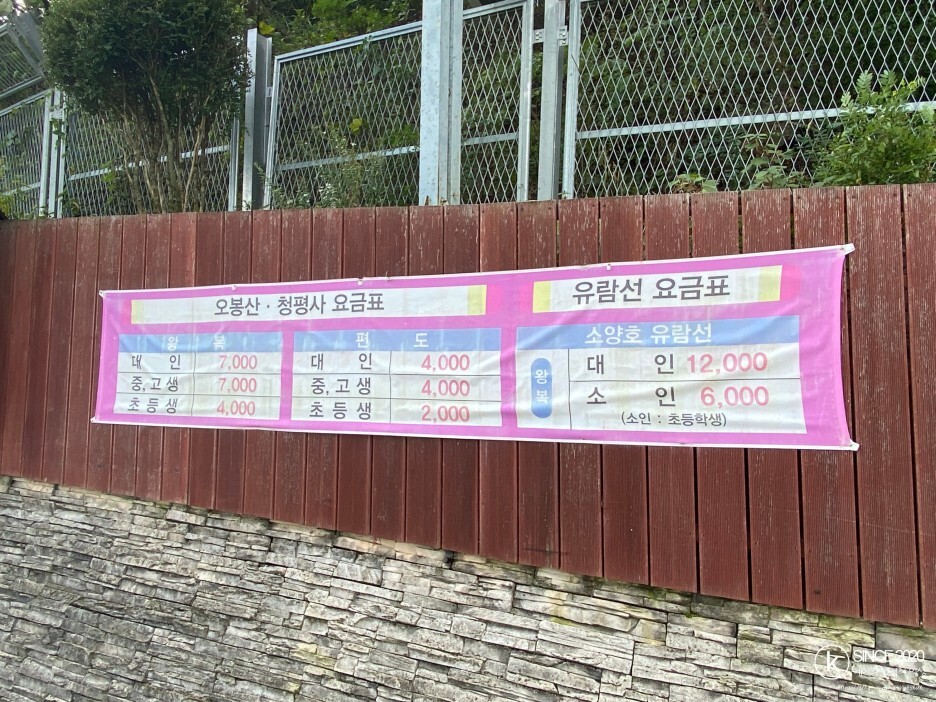 오봉산 · 청평사 요금표
왕 복
대 인 7,000
중,고생 7,000
초등생 4,000
편 도
대 인 4,000
중,고생 4,000
초등생 2,000
유람선 요금표
소양호 유람선
왕복
대 인 12,000
소 인 6,000
(소인 : 초등학생)
k SINCE 2020